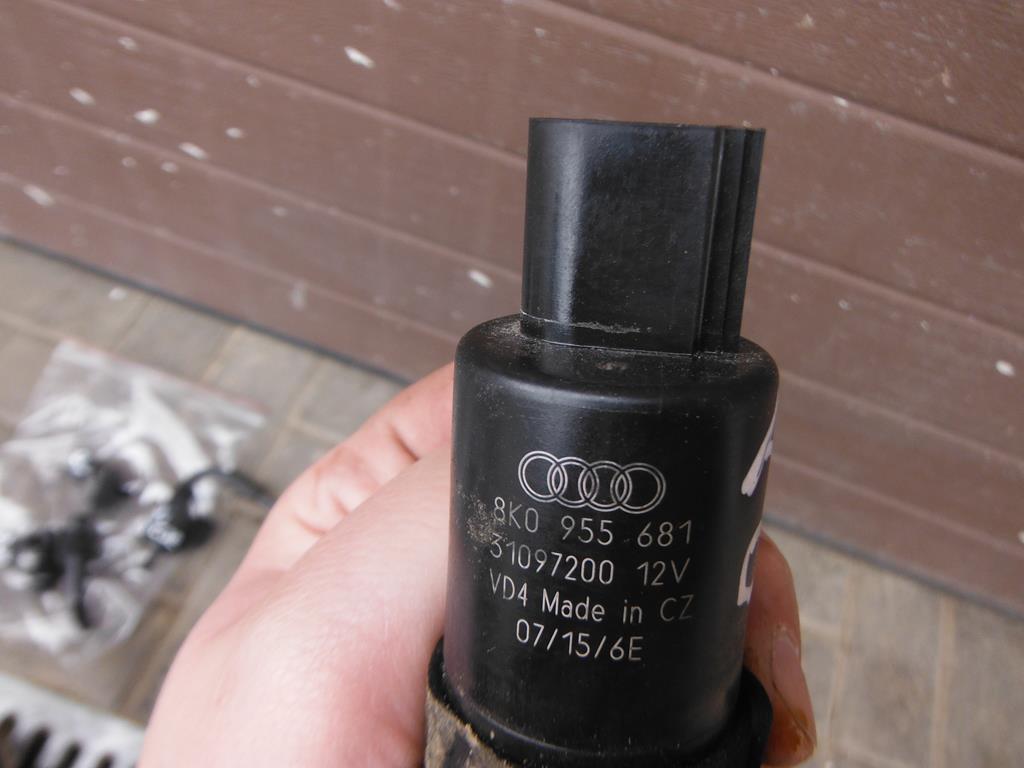 8K0 955 681
31097200 12V
VD4 Made in CZ
07/15/6E